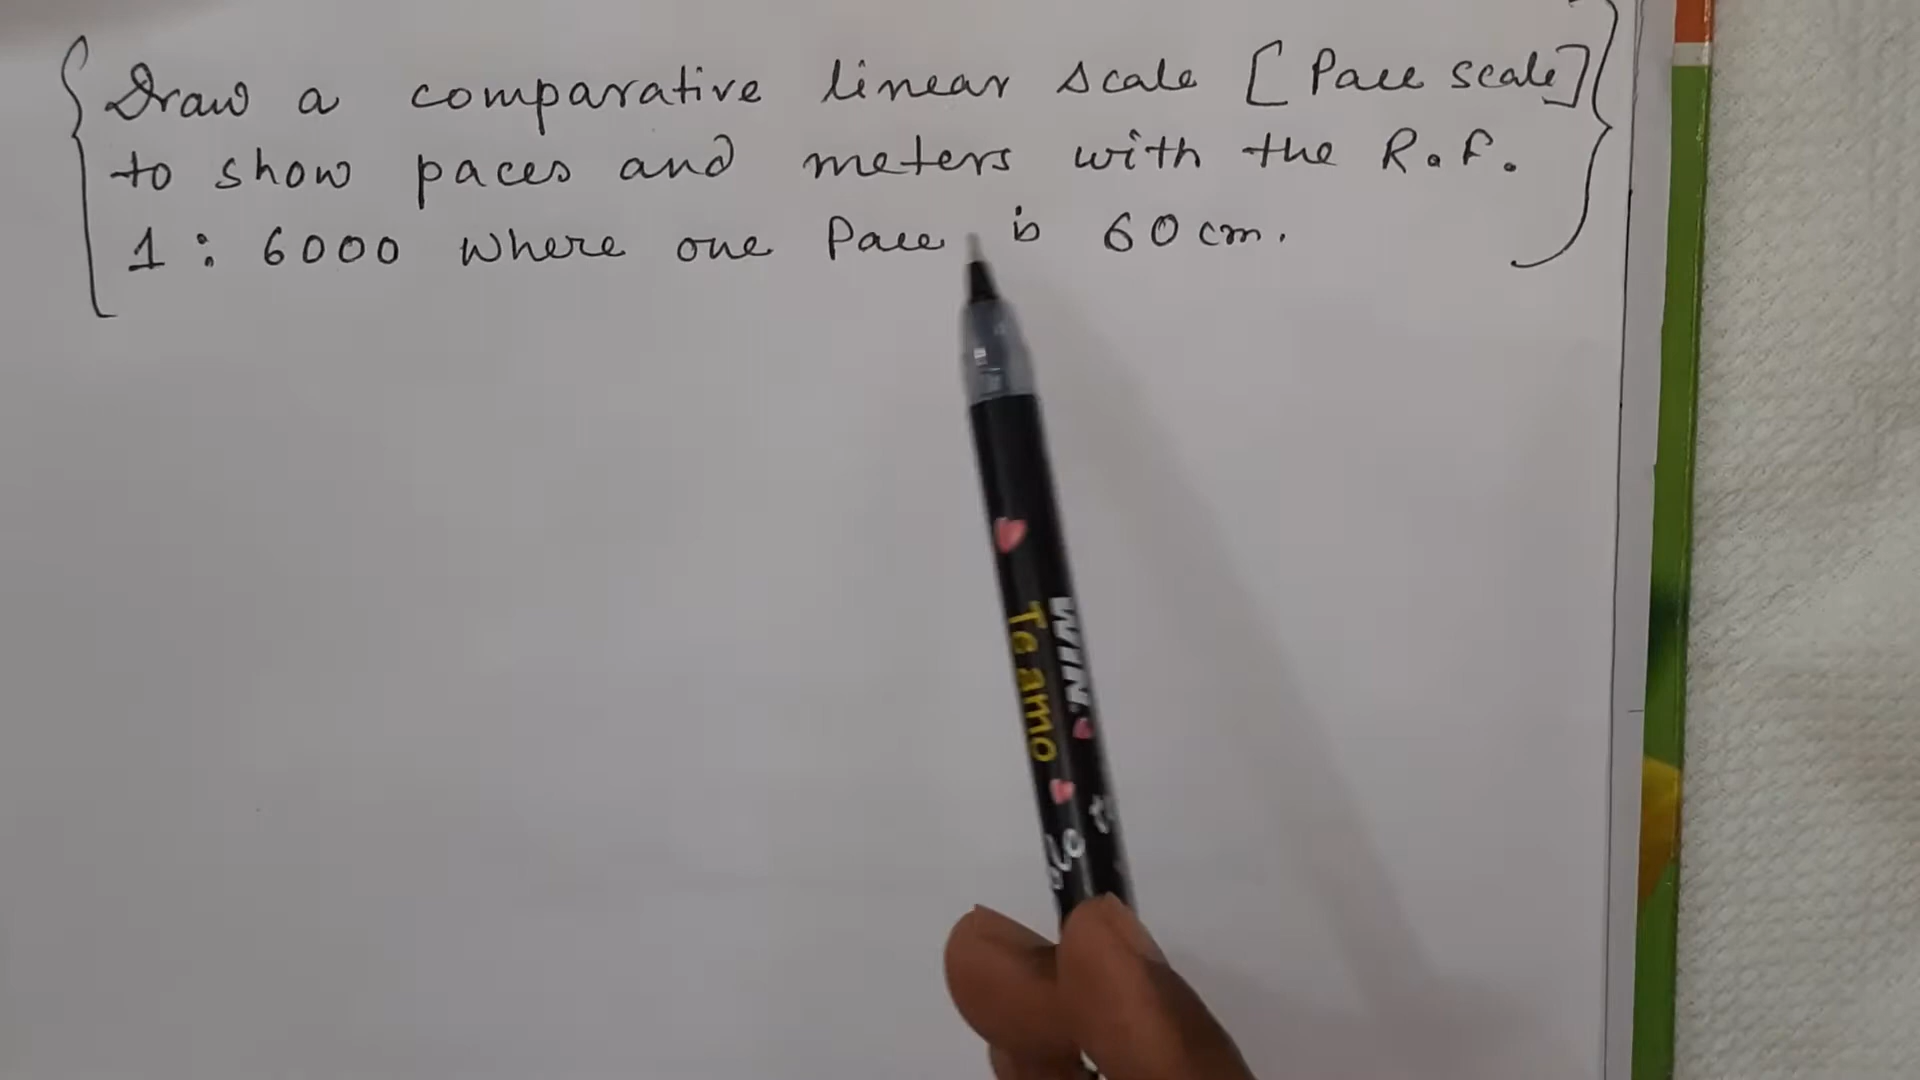 Draw a comparative linear scale [Pace scale]
to show paces and meters with the R.F.
1 : 6000 where one Pace is 60 cm.
WIN
Te amo